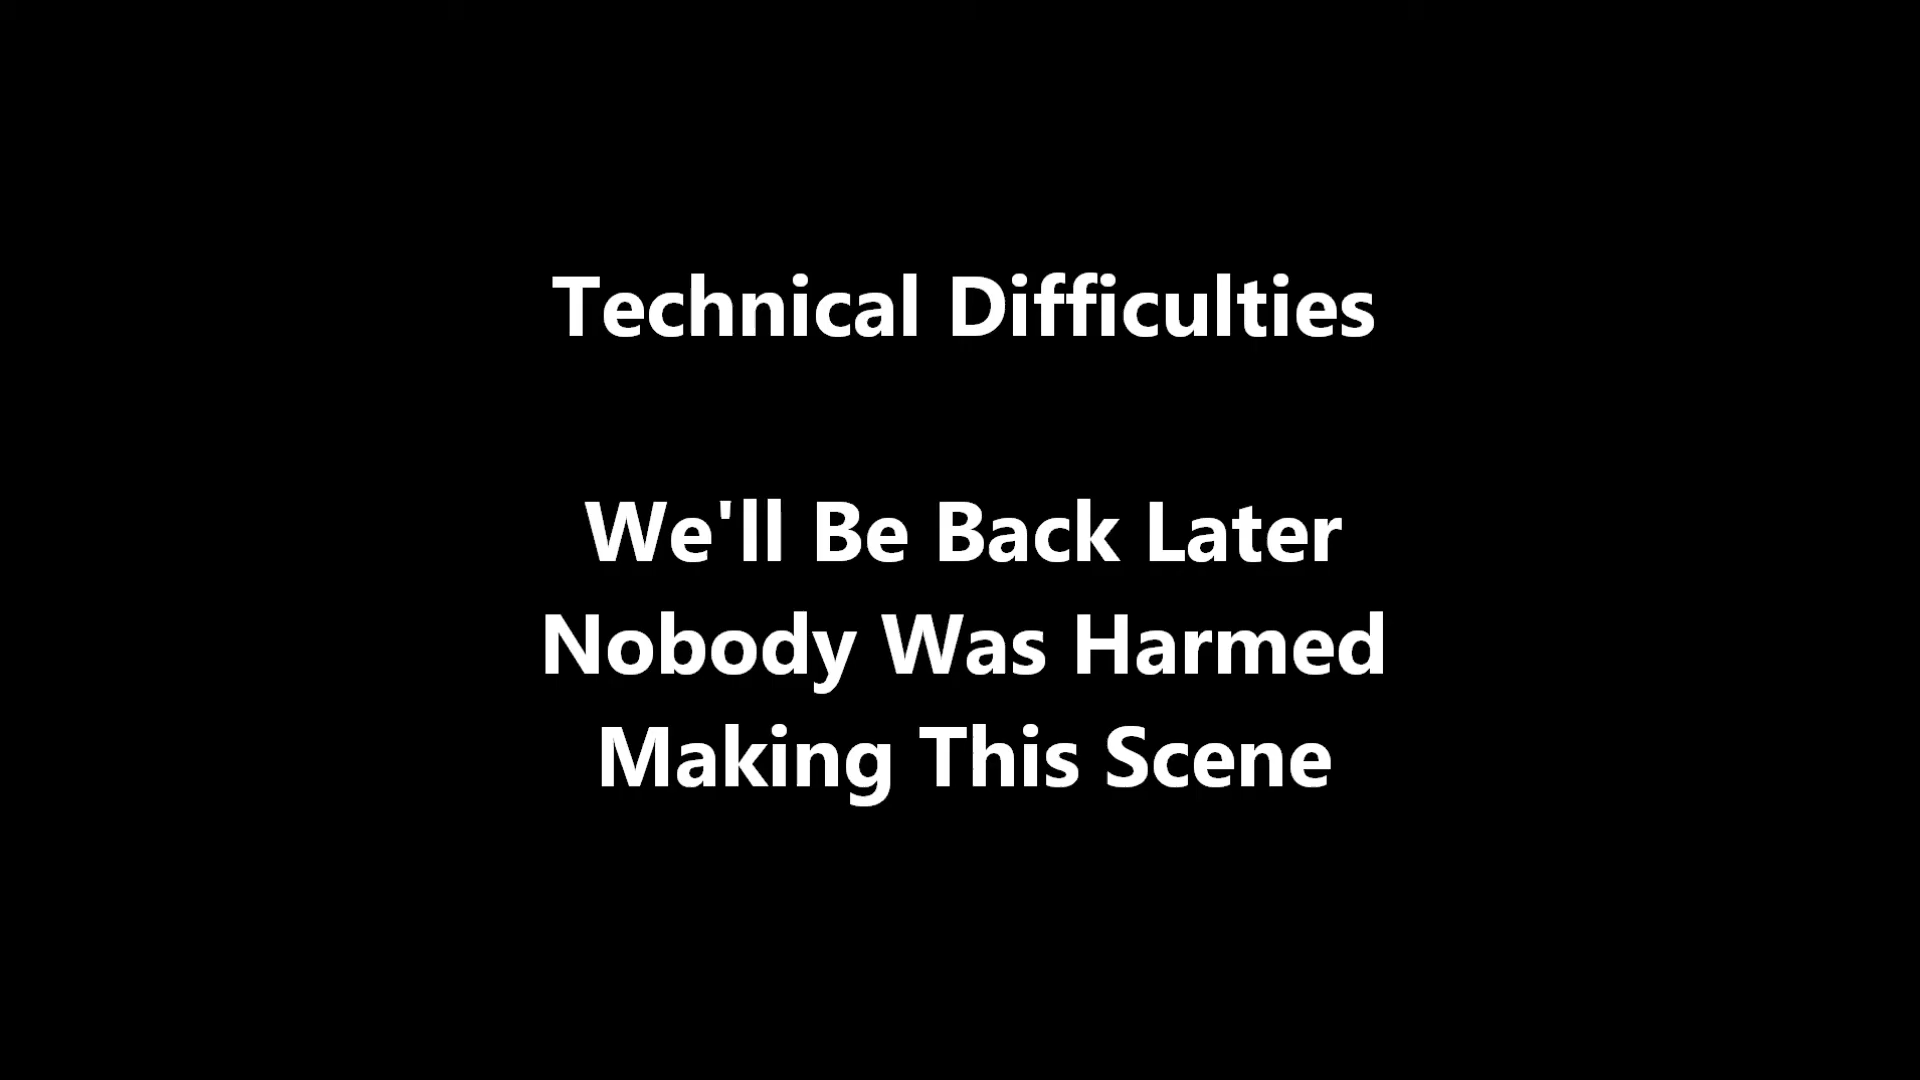 Technical Difficulties
We'll Be Back Later
Nobody Was Harmed
Making This Scene